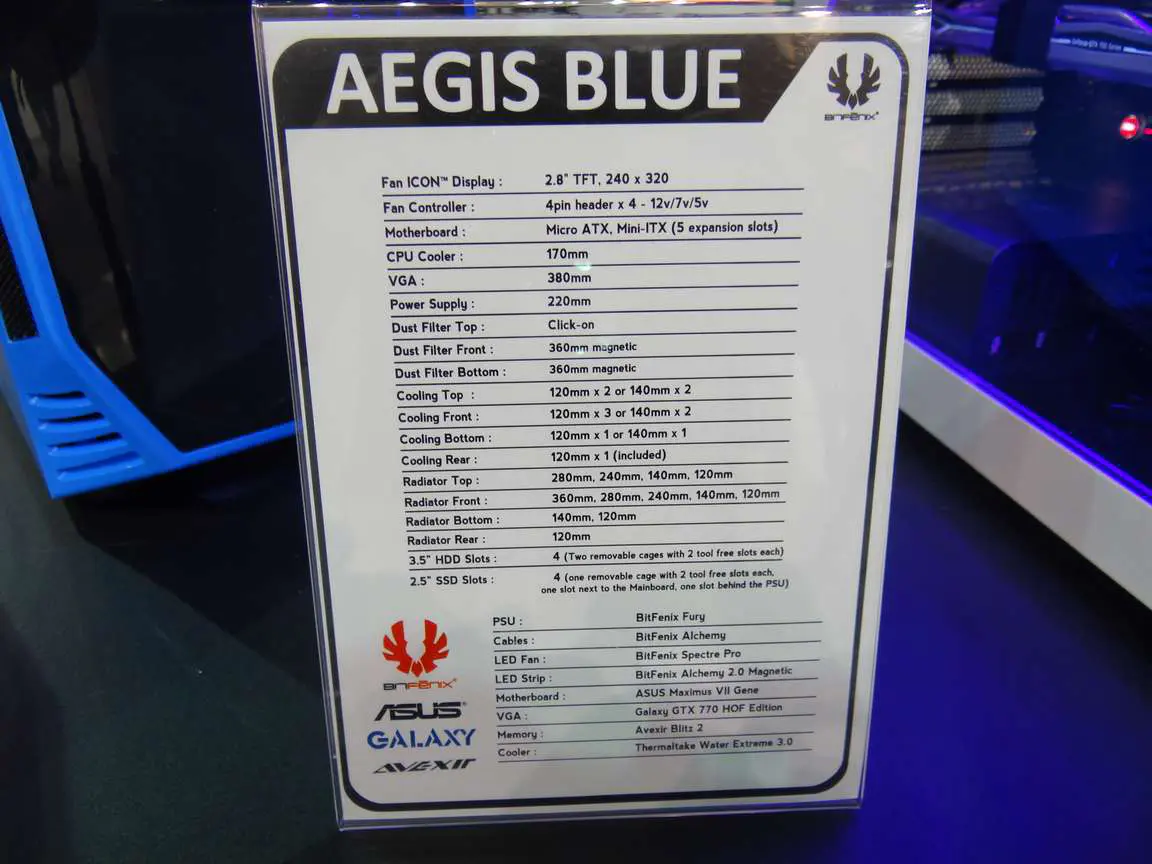 AEGIS BLUE
BITFENIX®
Fan ICON™ Display : 2.8" TFT, 240 x 320
Fan Controller : 4pin header x 4 - 12v/7v/5v
Motherboard : Micro ATX, Mini-ITX (5 expansion slots)
CPU Cooler : 170mm
VGA : 380mm
Power Supply : 220mm
Dust Filter Top : Click-on
Dust Filter Front : 360mm magnetic
Dust Filter Bottom : 360mm magnetic
Cooling Top : 120mm x 2 or 140mm x 2
Cooling Front : 120mm x 3 or 140mm x 2
Cooling Bottom : 120mm x 1 or 140mm x 1
Cooling Rear : 120mm x 1 (included)
Radiator Top : 280mm, 240mm, 140mm, 120mm
Radiator Front : 360mm, 280mm, 240mm, 140mm, 120mm
Radiator Bottom : 140mm, 120mm
Radiator Rear : 120mm
3.5" HDD Slots : 4 (Two removable cages with 2 tool free slots each)
2.5" SSD Slots : 4 (one removable cage with 2 tool free slots each,
one slot next to the Mainboard, one slot behind the PSU)
PSU : BitFenix Fury
Cables : BitFenix Alchemy
LED Fan : BitFenix Spectre Pro
LED Strip : BitFenix Alchemy 2.0 Magnetic
Motherboard : ASUS Maximus VII Gene
VGA : Galaxy GTX 770 HOF Edition
Memory : Avexir Blitz 2
Cooler : Thermaltake Water Extreme 3.0
BITFENIX®
ASUS®
GALAXY
AVEXIR